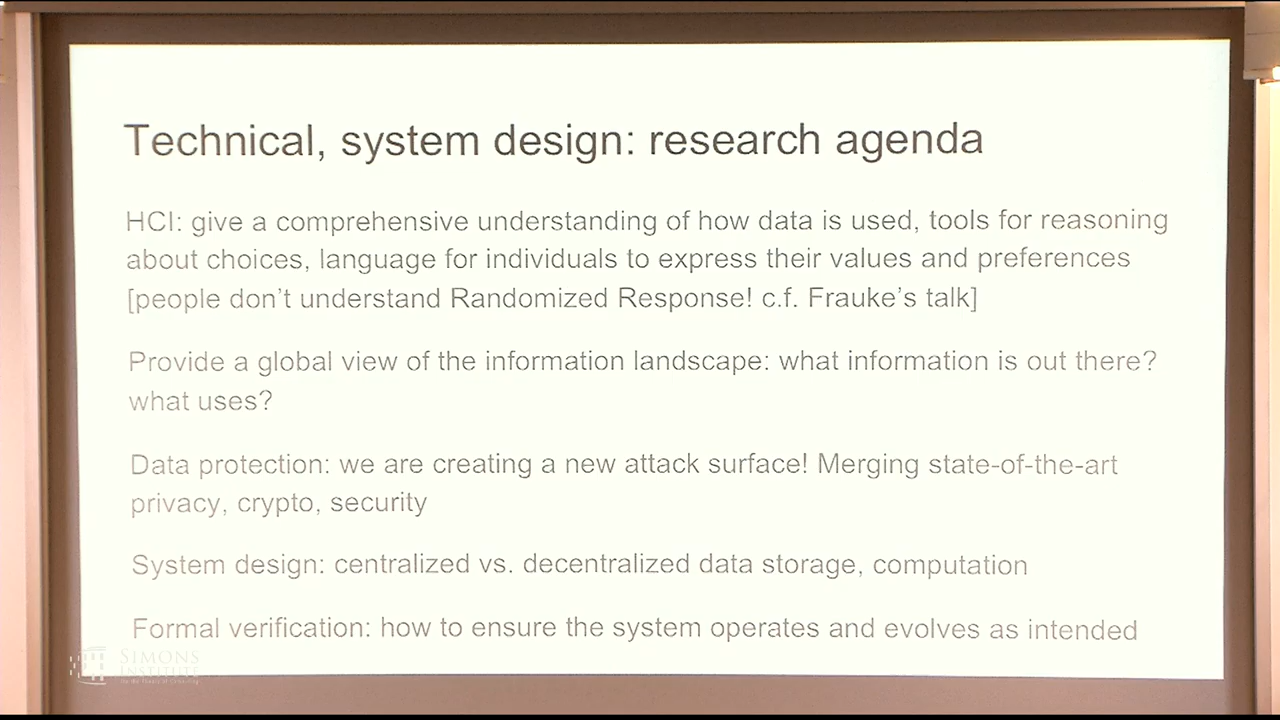 Technical, system design: research agenda
HCI: give a comprehensive understanding of how data is used, tools for reasoning
about choices, language for individuals to express their values and preferences
[people don't understand Randomized Response! c.f. Frauke's talk]
Provide a global view of the information landscape: what information is out there?
what uses?
Data protection: we are creating a new attack surface! Merging state-of-the-art
privacy, crypto, security
System design: centralized vs. decentralized data storage, computation
Formal verification: how to ensure the system operates and evolves as intended
SIMONS
INSTITUTE